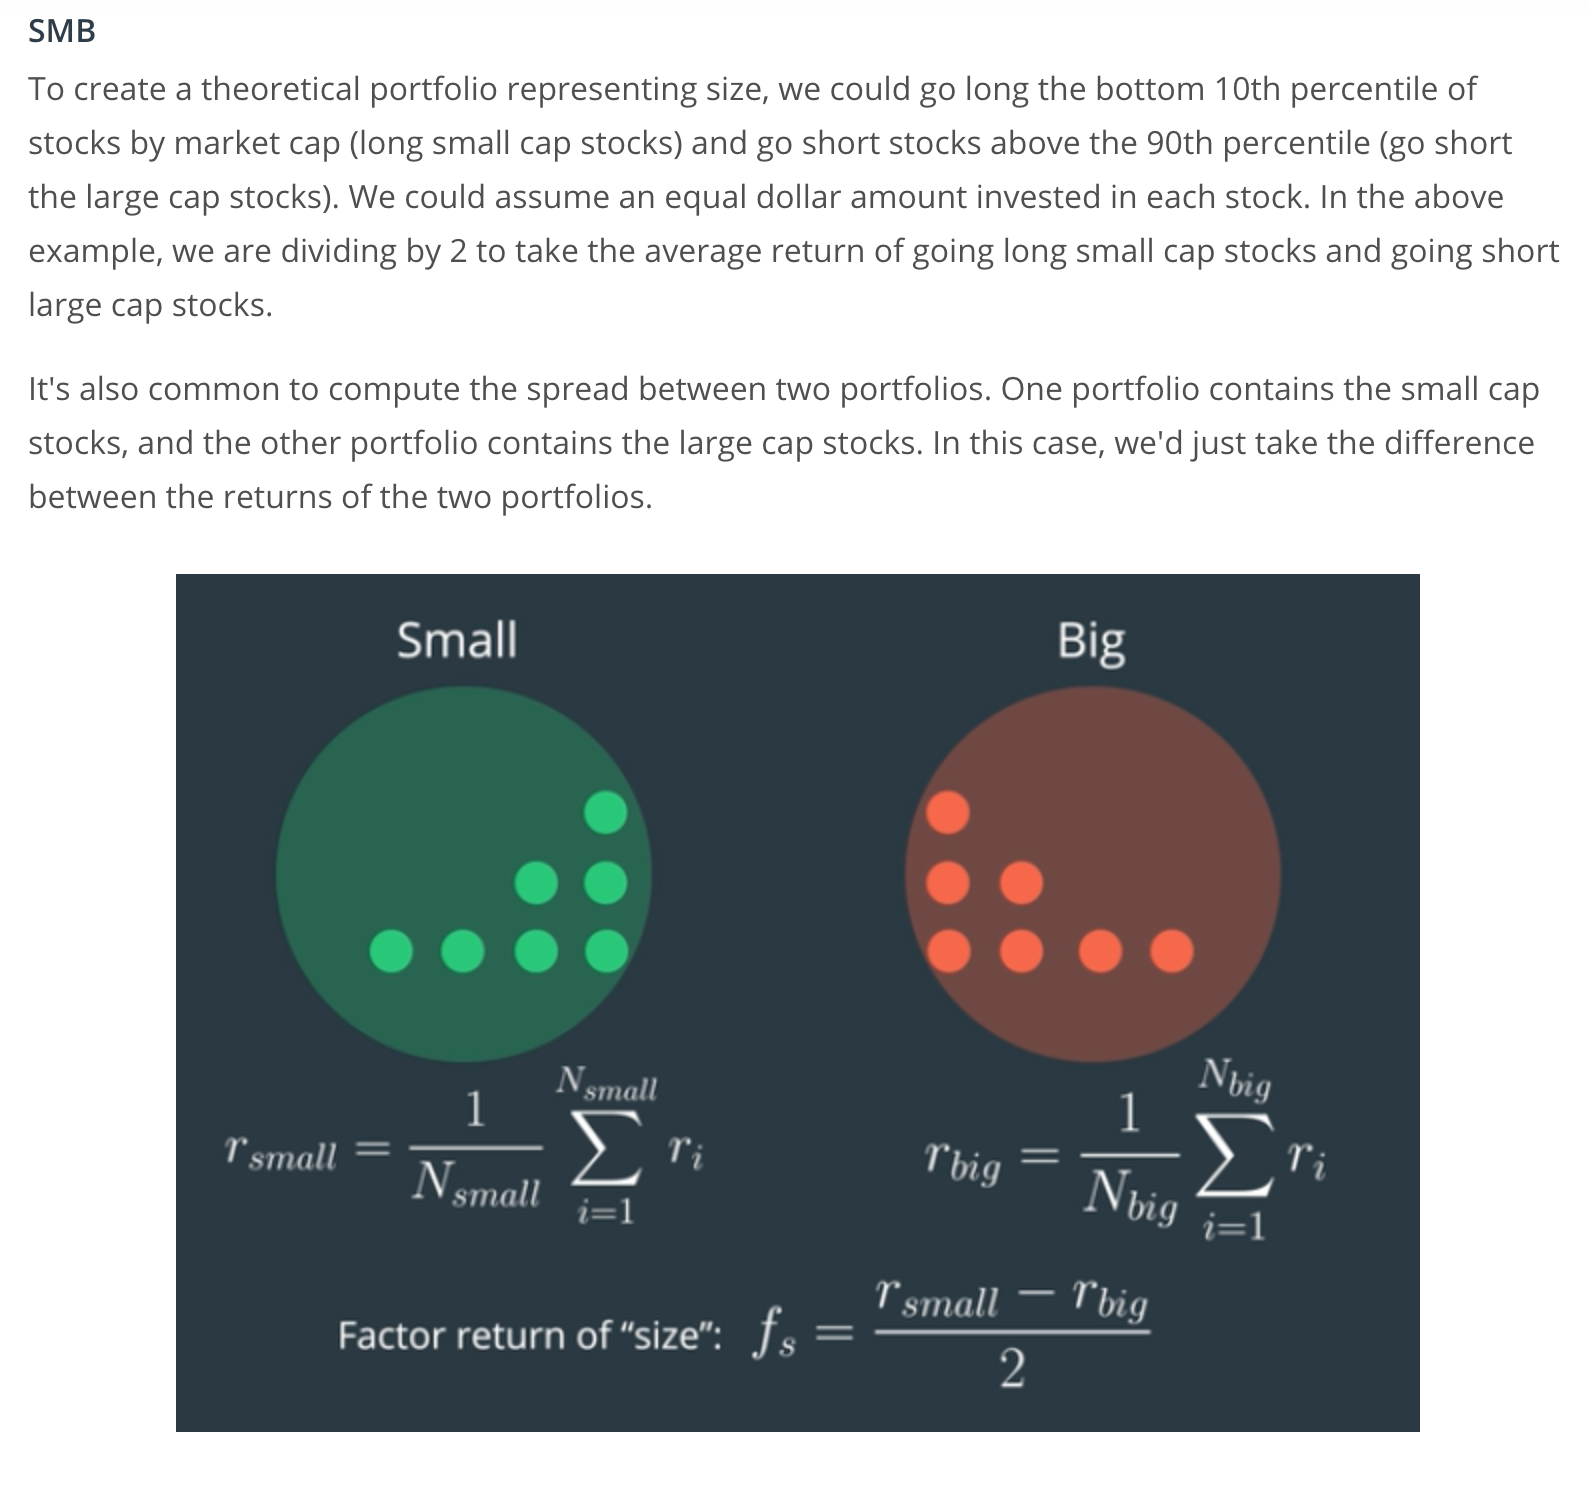 SMB
To create a theoretical portfolio representing size, we could go long the bottom 10th percentile of
stocks by market cap (long small cap stocks) and go short stocks above the 90th percentile (go short
the large cap stocks). We could assume an equal dollar amount invested in each stock. In the above
example, we are dividing by 2 to take the average return of going long small cap stocks and going short
large cap stocks.
It's also common to compute the spread between two portfolios. One portfolio contains the small cap
stocks, and the other portfolio contains the large cap stocks. In this case, we'd just take the difference
between the returns of the two portfolios.
Small Big
r_{small} = \frac{1}{N_{small}} \sum_{i=1}^{N_{small}} r_i
r_{big} = \frac{1}{N_{big}} \sum_{i=1}^{N_{big}} r_i
Factor return of “size”: f_s = \frac{r_{small} - r_{big}}{2}